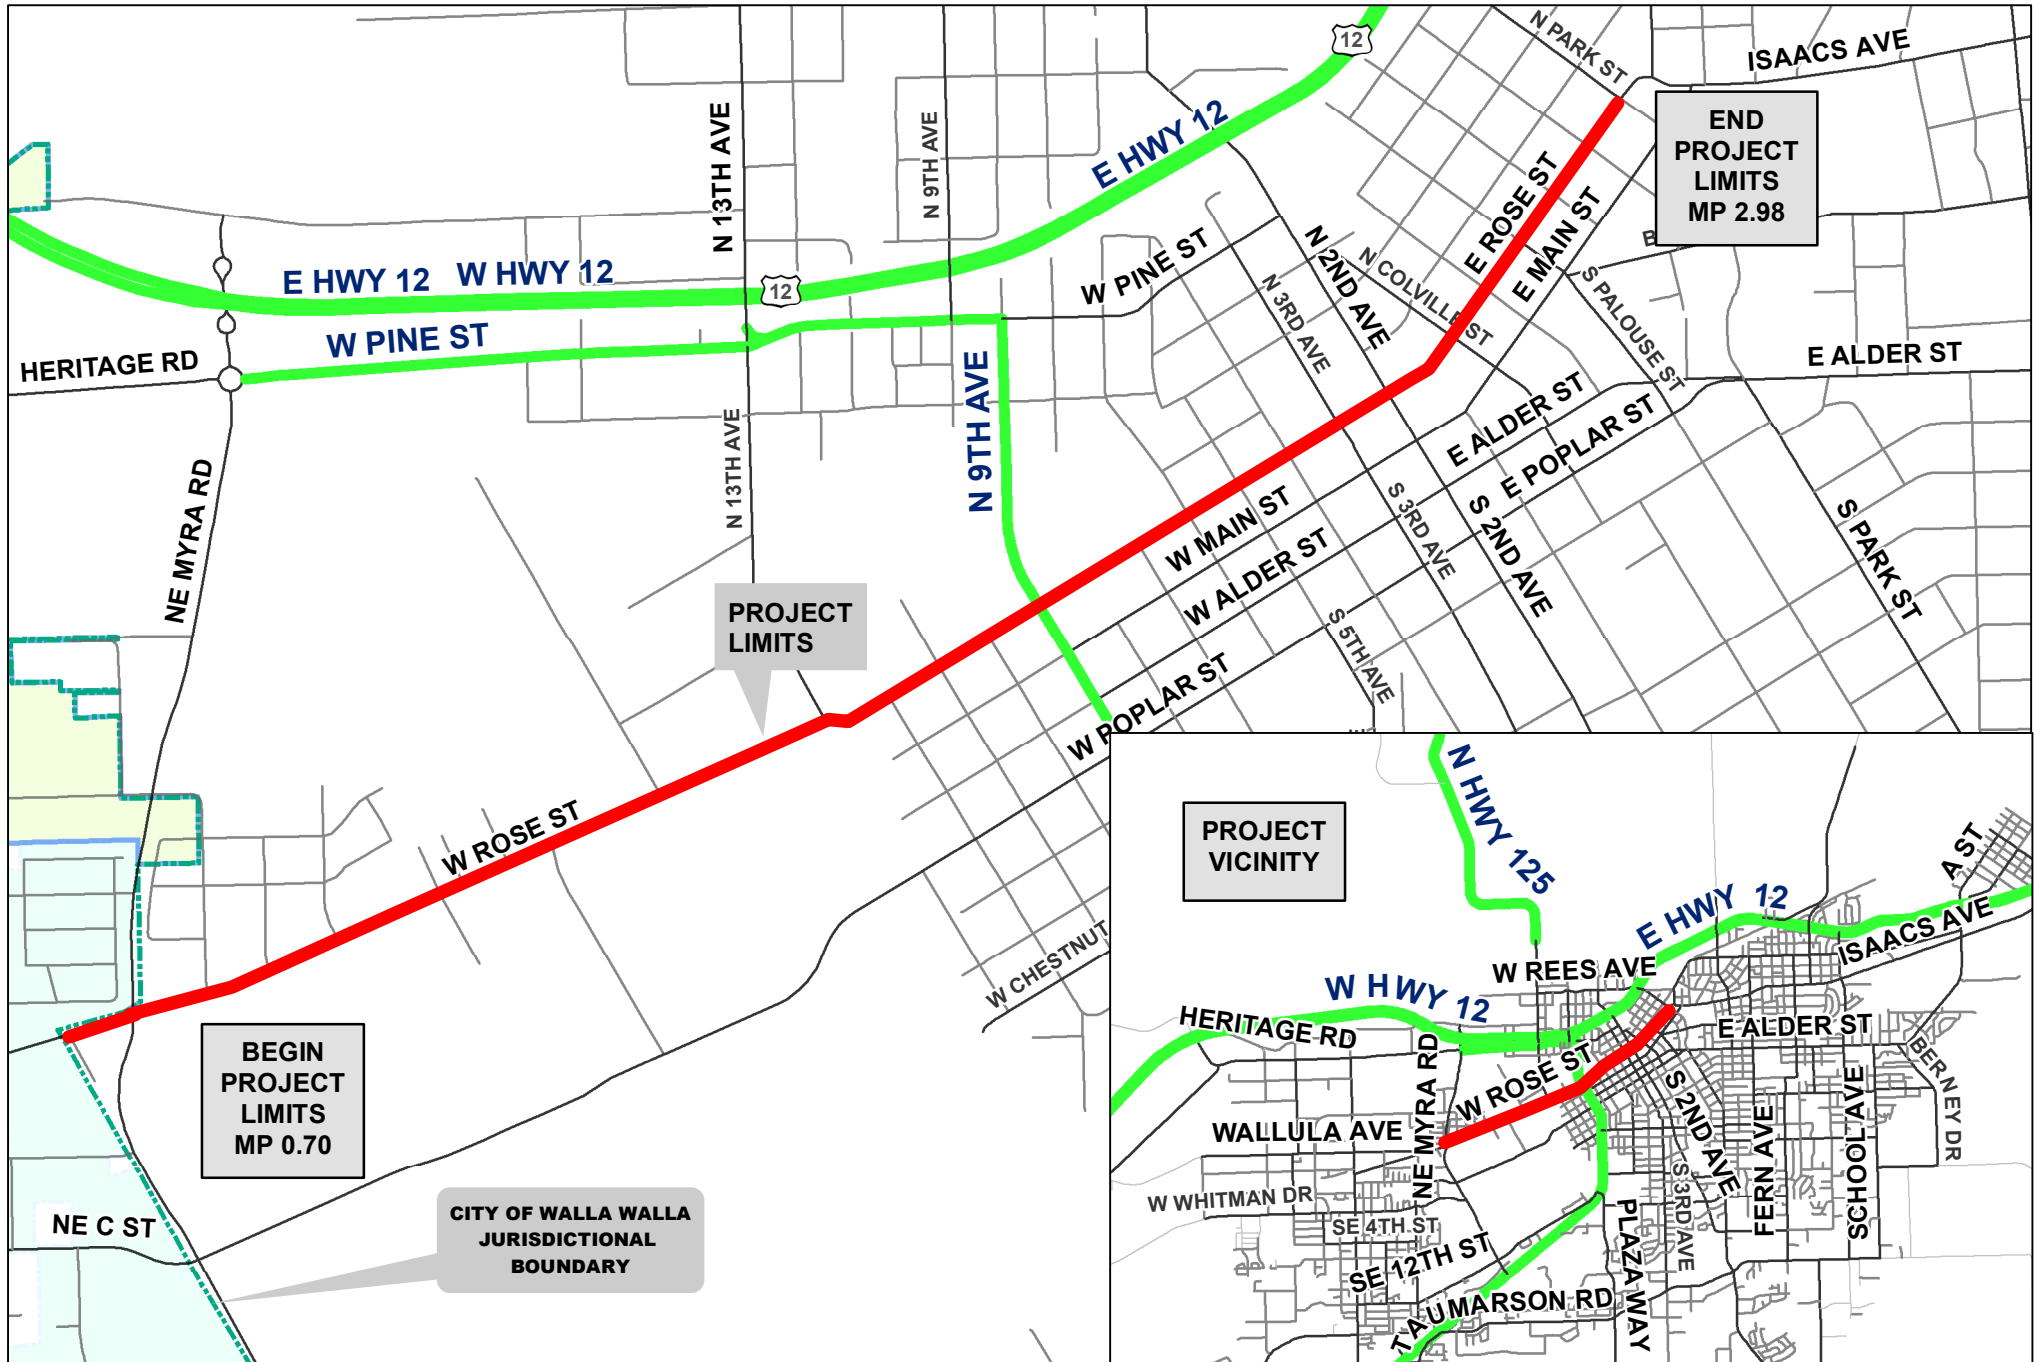 N PARK ST
ISAACS AVE
12
END
PROJECT
LIMITS
MP 2.98
N 13TH AVE
N 9TH AVE
E HWY 12
E ROSE ST
E MAIN ST
N 2ND AVE
N COLVILLE ST
N 3RD AVE
W PINE ST
S PALOUSE ST
E HWY 12
W HWY 12
12
W PINE ST
HERITAGE RD
E ALDER ST
N 9TH AVE
N 13TH AVE
E ALDER ST
E POPLAR ST
NE MYRA RD
W MAIN ST
W ALDER ST
S 3RD AVE
S 2ND AVE
S PARK ST
PROJECT
LIMITS
S 5TH AVE
W POPLAR ST
W ROSE ST
W CHESTNUT
BEGIN
PROJECT
LIMITS
MP 0.70
NE C ST
CITY OF WALLA WALLA
JURISDICTIONAL
BOUNDARY
PROJECT
VICINITY
N HWY 125
A ST
E HWY 12
ISAACS AVE
W REES AVE
W HWY 12
HERITAGE RD
E ALDER ST
BERNEY DR
NE MYRA RD
W ROSE ST
S 2ND AVE
WALLULA AVE
FERN AVE
SCHOOL AVE
W WHITMAN DR
SE 4TH ST
S 3RD AVE
PLAZA WAY
SE 12TH ST
TAUMARSON RD